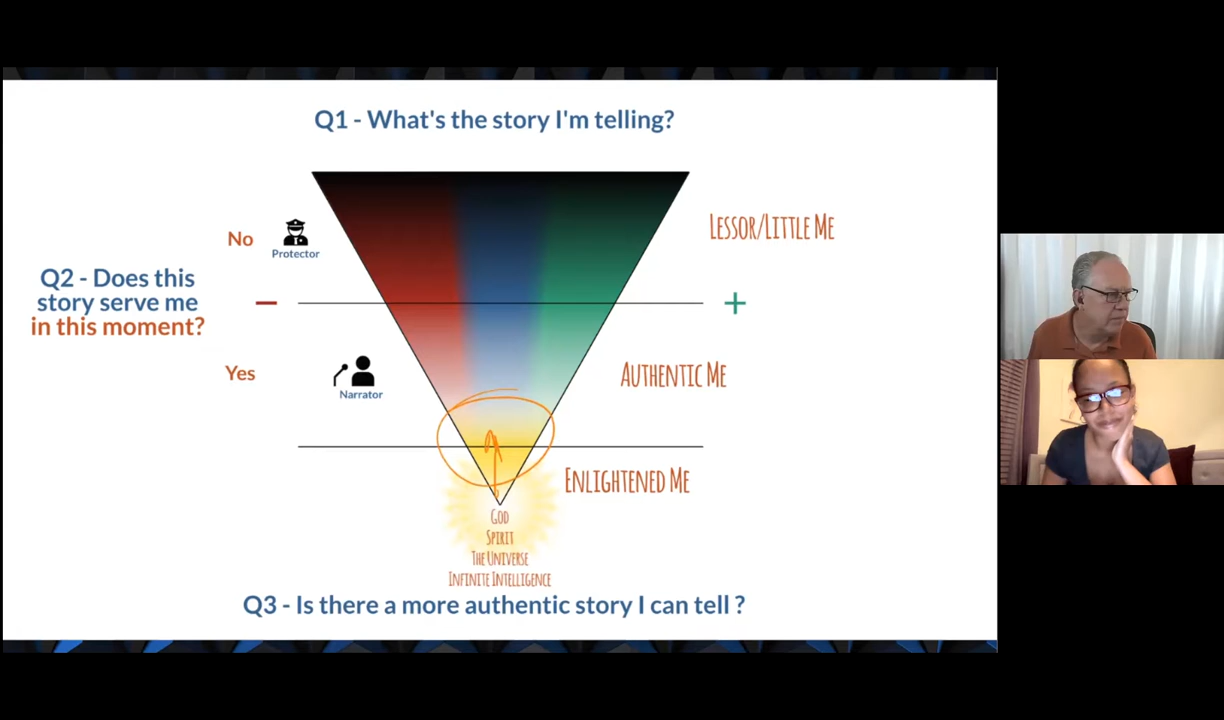 Q1 - What's the story I'm telling?
No
Protector
Lessor/Little Me
Q2 - Does this
story serve me
in this moment?
Yes
Narrator
Authentic Me
Enlightened Me
God
Spirit
The Universe
Infinite Intelligence
Q3 - Is there a more authentic story I can tell ?